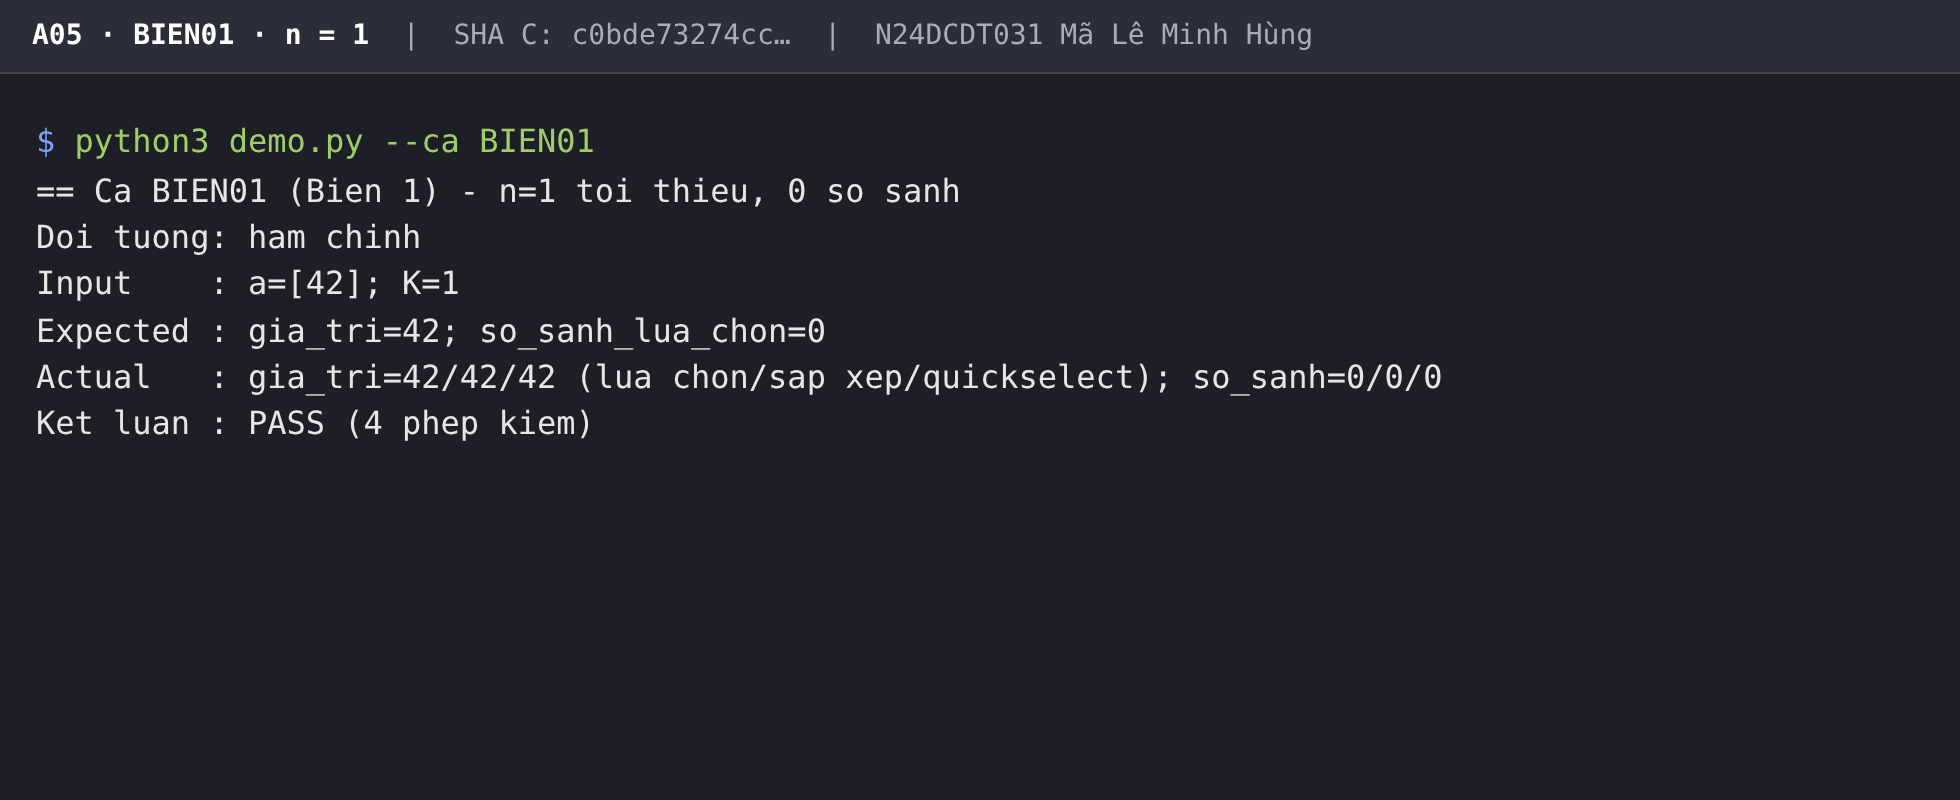 A05 · BIEN01 · n = 1 | SHA C: c0bde73274cc… | N24DCDT031 Mã Lê Minh Hùng
$ python3 demo.py --ca BIEN01
== Ca BIEN01 (Bien 1) - n=1 toi thieu, 0 so sanh
Doi tuong: ham chinh
Input    : a=[42]; K=1
Expected : gia_tri=42; so_sanh_lua_chon=0
Actual   : gia_tri=42/42/42 (lua chon/sap xep/quickselect); so_sanh=0/0/0
Ket luan : PASS (4 phep kiem)